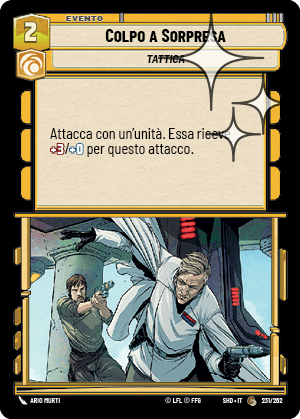 2
EVENTO
Colpo a Sorpresa
TATTICA
Attacca con un'unità. Essa riceve
+3/+0 per questo attacco.
ARIO MURTI
© LFL © FFG
SHD • IT
231/262